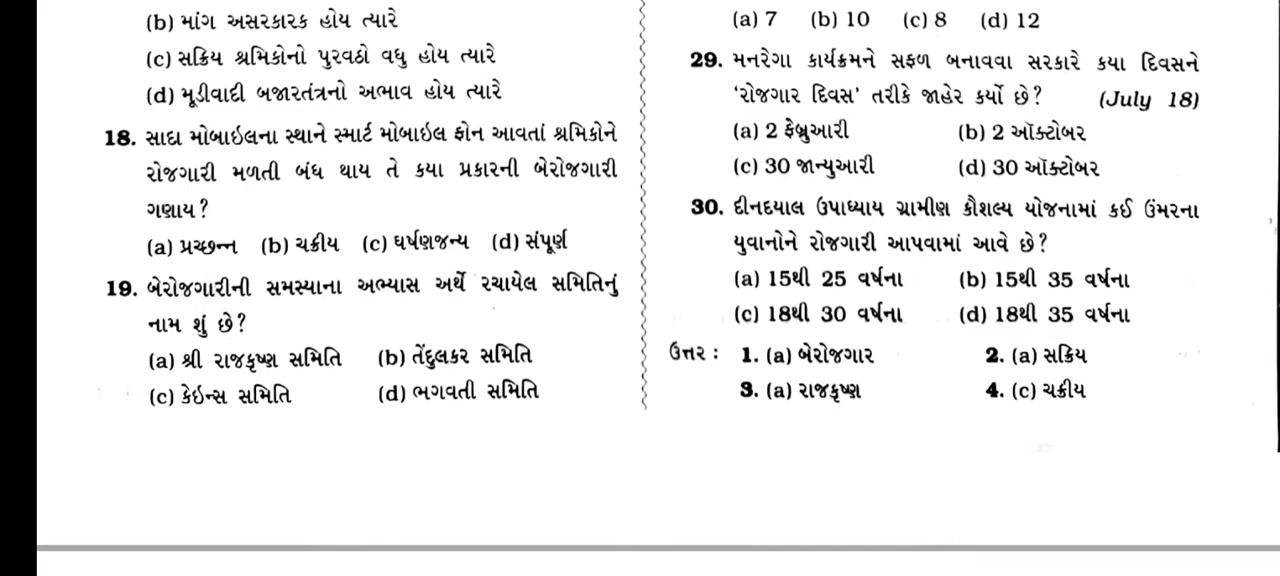 (b) માંગ અસરકારક હોય ત્યારે
(c) સક્રિય શ્રમિકોનો પુરવઠો વધુ હોય ત્યારે
(d) મૂડીવાદી બજારતંત્રનો અભાવ હોય ત્યારે
18. સાદા મોબાઇલના સ્થાને સ્માર્ટ મોબાઇલ ફોન આવતાં શ્રમિકોને
રોજગારી મળતી બંધ થાય તે કયા પ્રકારની બેરોજગારી
ગણાય?
(a) પ્રચ્છન્ન (b) ચક્રીય (c) ઘર્ષણજન્ય (d) સંપૂર્ણ
19. બેરોજગારીની સમસ્યાના અભ્યાસ અર્થે રચાયેલ સમિતિનું
નામ શું છે?
(a) શ્રી રાજકૃષ્ણ સમિતિ (b) તેંદુલકર સમિતિ
(c) કેઇન્સ સમિતિ (d) ભગવતી સમિતિ
(a) 7 (b) 10 (c) 8 (d) 12
29. મનરેગા કાર્યક્રમને સફળ બનાવવા સરકારે કયા દિવસને
'રોજગાર દિવસ' તરીકે જાહેર કર્યો છે? (July 18)
(a) 2 ફેબ્રુઆરી (b) 2 ઑક્ટોબર
(c) 30 જાન્યુઆરી (d) 30 ઑક્ટોબર
30. દીનદયાલ ઉપાધ્યાય ગ્રામીણ કૌશલ્ય યોજનામાં કઈ ઉંમરના
યુવાનોને રોજગારી આપવામાં આવે છે?
(a) 15થી 25 વર્ષના (b) 15થી 35 વર્ષના
(c) 18થી 30 વર્ષના (d) 18થી 35 વર્ષના
ઉત્તર : 1. (a) બેરોજગાર 2. (a) સક્રિય
3. (a) રાજકૃષ્ણ 4. (c) ચક્રીય